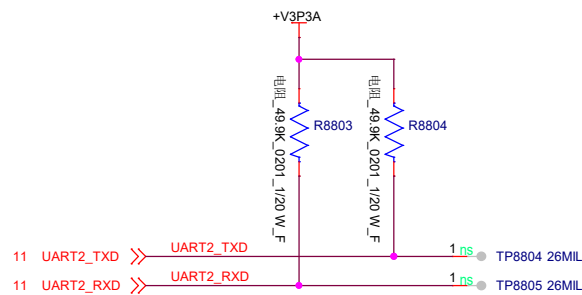 +V3P3A
电阻_49.9K_0201_1/20 W_F
R8803
电阻_49.9K_0201_1/20 W_F
R8804
11 UART2_TXD
UART2_TXD
1 ns
TP8804 26MIL
11 UART2_RXD
UART2_RXD
1 ns
TP8805 26MIL